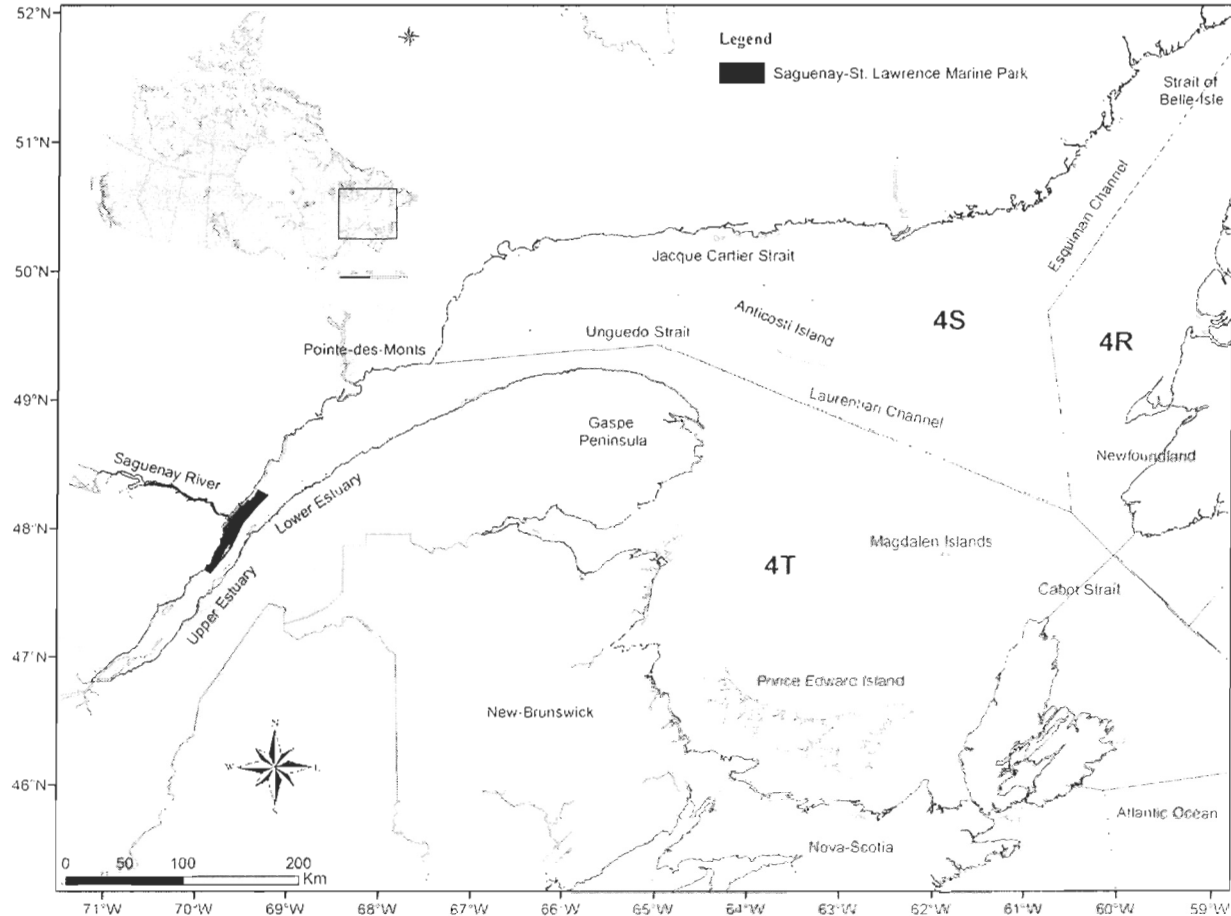 52°N
51°N
50°N
49°N
48°N
47°N
46°N
Legend
Saguenay-St. Lawrence Marine Park
Strait of
Belle-Isle
Esquiman Channel
Jacque Cartier Strait
Anticosti Island
4S
4R
Unguedo Strait
Pointe-des-Monts
Laurentian Channel
Gaspe
Peninsula
Newfoundland
Saguenay River
Lower Estuary
Magdalen Islands
4T
Cabot Strait
Upper Estuary
Prince Edward Island
New-Brunswick
N
W
Atlantic Ocean
Nova-Scotia
0 50 100 200
Km
71°W 70°W 69°W 68°W 67°W 66°W 65°W 64°W 63°W 62°W 61°W 60°W 59°W